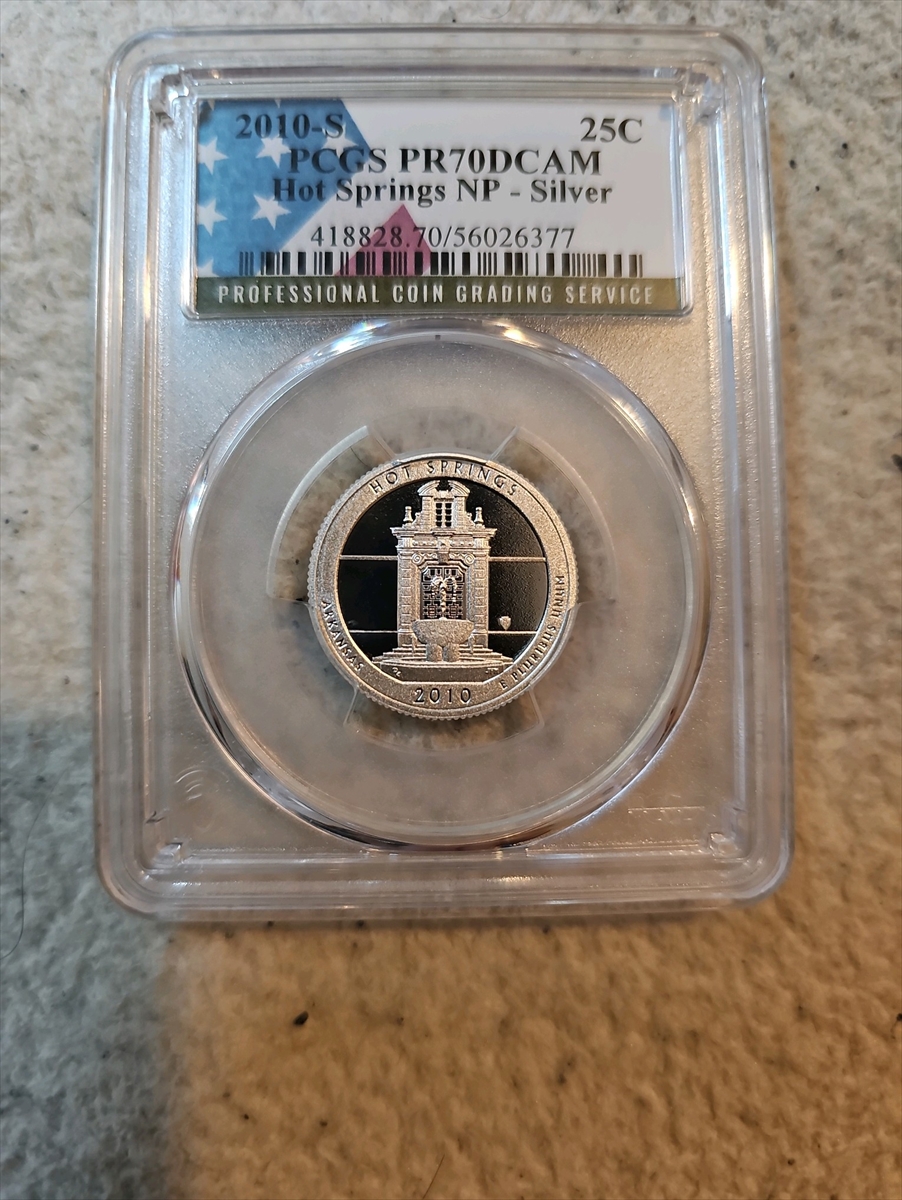 2010-S 25C
PCGS PR70DCAM
Hot Springs NP - Silver
418828.70/56026377
PROFESSIONAL COIN GRADING SERVICE
HOT SPRINGS
ARKANSAS
2010
E PLURIBUS UNUM